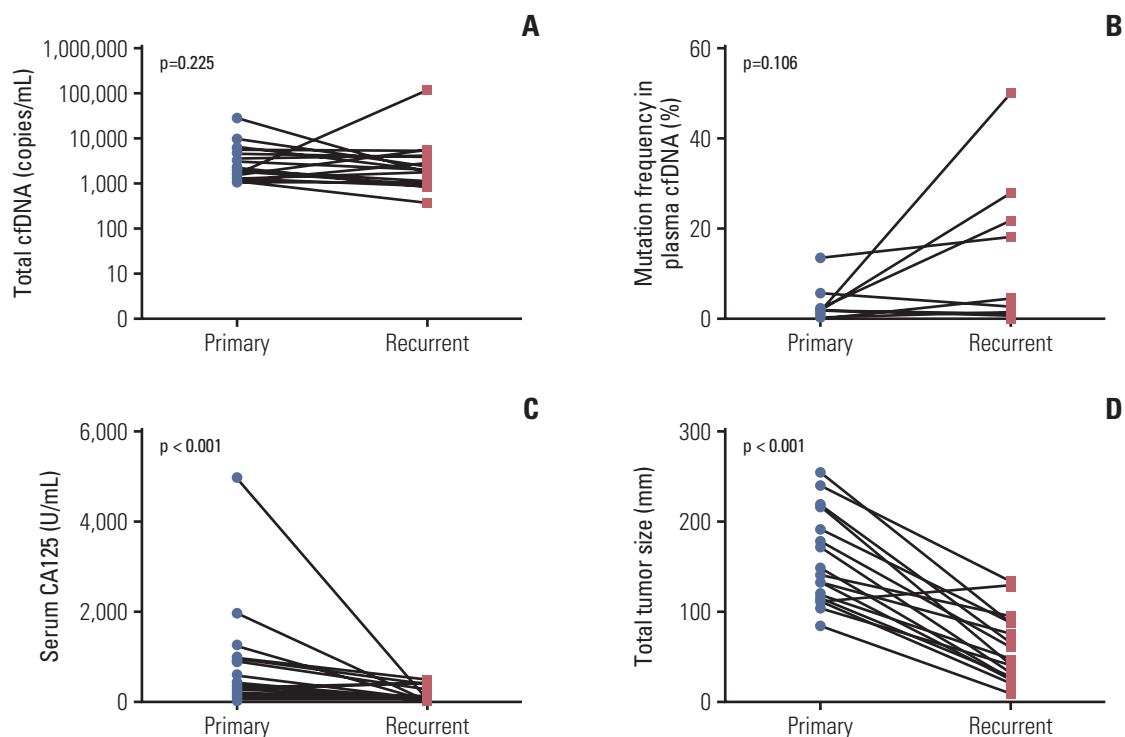 A
Total cfDNA (copies/mL)
1,000,000
100,000
10,000
1,000
100
10
0
p=0.225
Primary
Recurrent
B
Mutation frequency in
plasma cfDNA (%)
60
40
20
0
p=0.106
Primary
Recurrent
C
Serum CA125 (U/mL)
6,000
4,000
2,000
0
p < 0.001
Primary
Recurrent
D
Total tumor size (mm)
300
200
100
0
p < 0.001
Primary
Recurrent